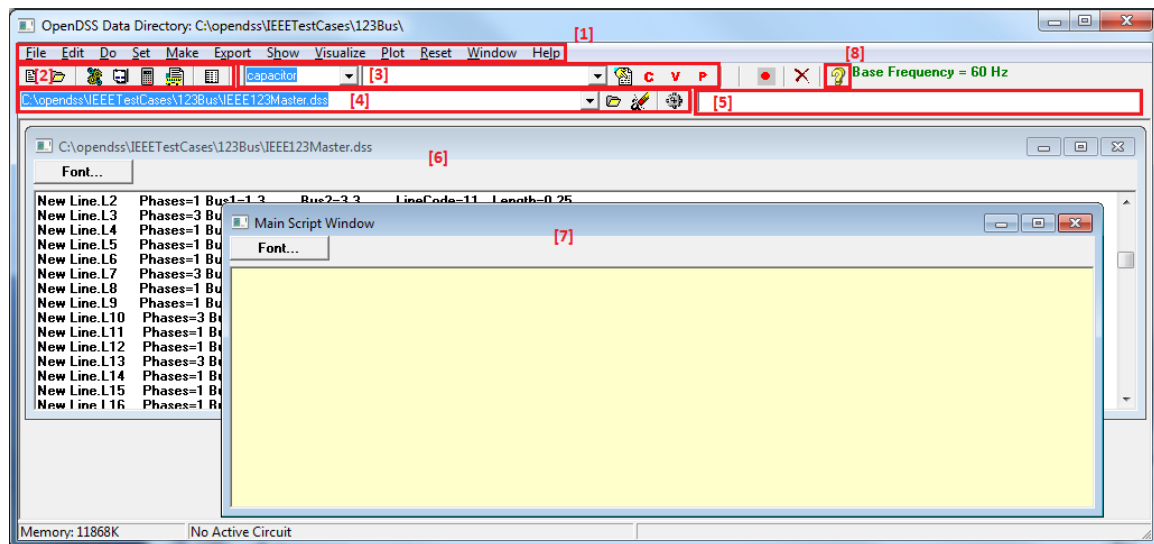 OpenDSS Data Directory: C:\opendss\IEEETestCases\123Bus\
[1]
File Edit Do Set Make Export Show Visualize Plot Reset Window Help
[8]
[2]
capacitor
[3]
C V P
Base Frequency = 60 Hz
C:\opendss\IEEETestCases\123Bus\IEEE123Master.dss
[4]
[5]
C:\opendss\IEEETestCases\123Bus\IEEE123Master.dss
[6]
Font...
New Line.L2 Phases=1 Bus1=1.3 Bus2=3.3 LineCode=11 Length=0.25
New Line.L3 Phases=3 Bu
New Line.L4 Phases=1 Bu
New Line.L5 Phases=1 Bu
New Line.L6 Phases=1 Bu
New Line.L7 Phases=3 Bu
New Line.L8 Phases=1 Bu
New Line.L9 Phases=1 Bu
New Line.L10 Phases=3 Bu
New Line.L11 Phases=1 Bu
New Line.L12 Phases=1 Bu
New Line.L13 Phases=3 Bu
New Line.L14 Phases=1 Bu
New Line.L15 Phases=1 Bu
New Line.L16 Phases=1 Bu
Main Script Window
[7]
Font...
Memory: 11868K
No Active Circuit